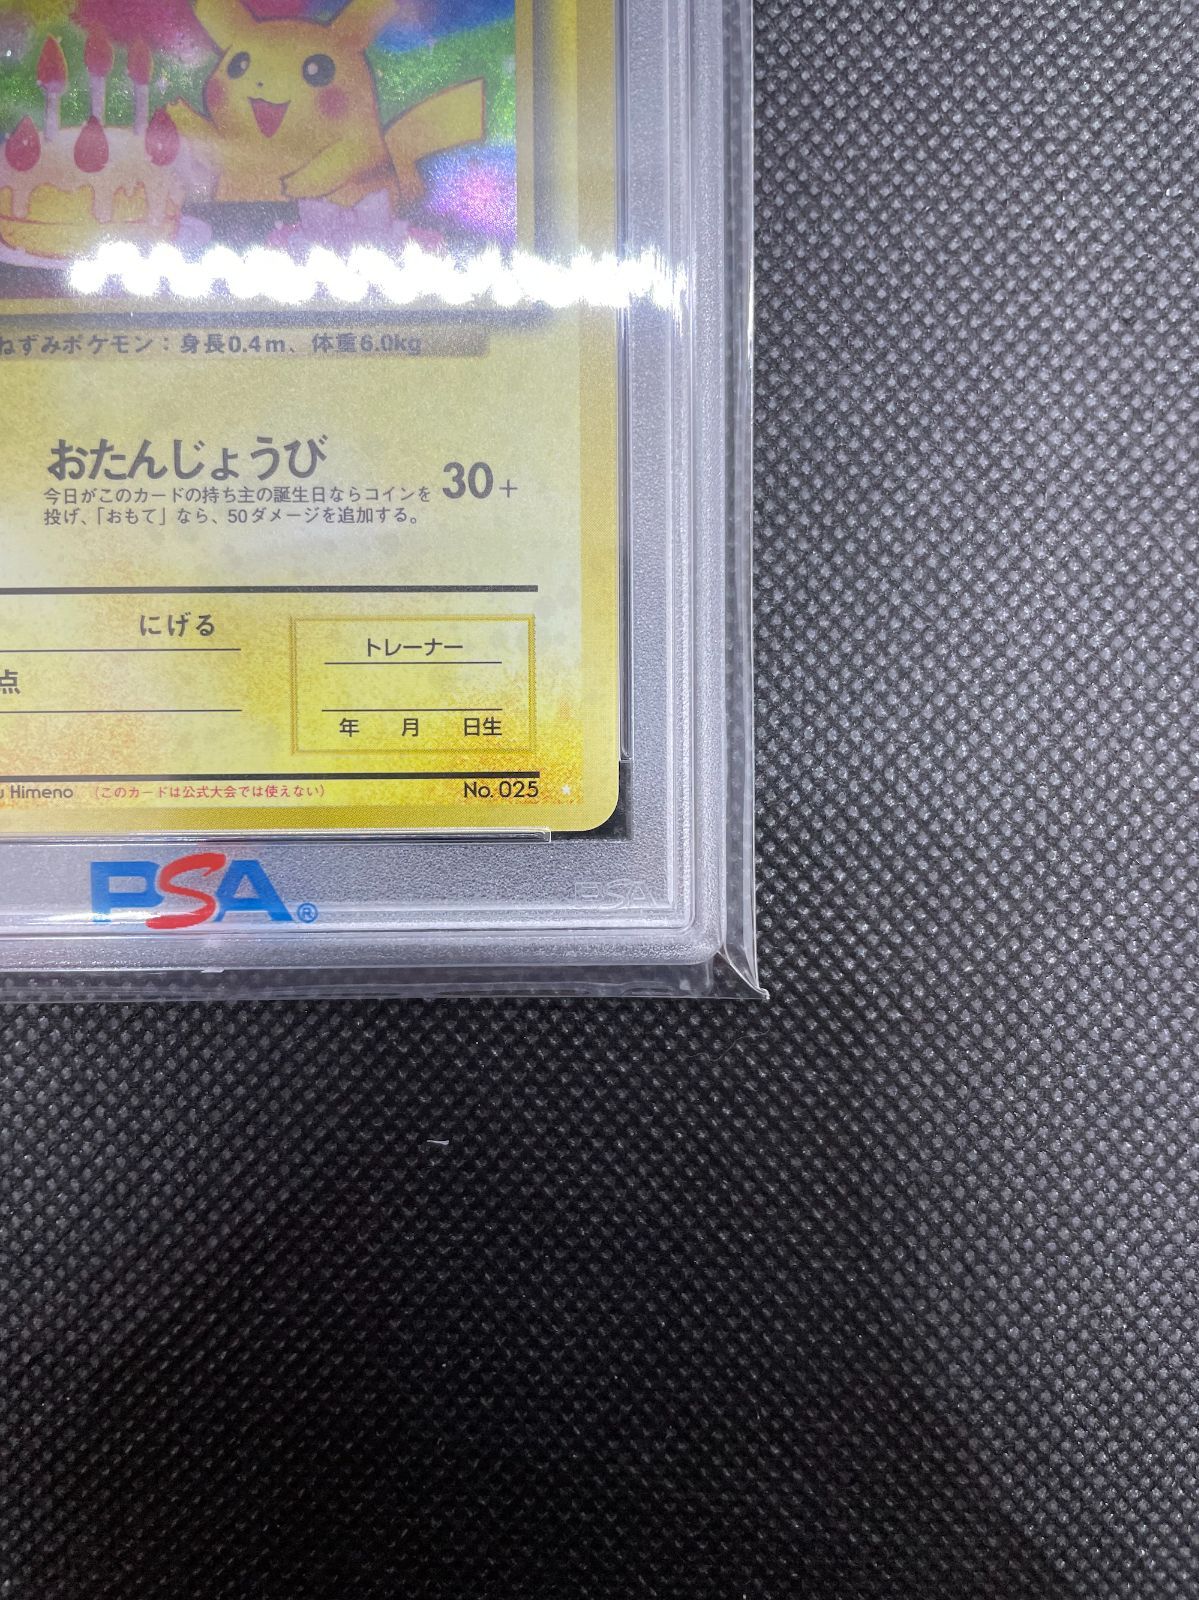 ねずみポケモン：身長0.4m、体重6.0kg
おたんじょうび 30+
今日がこのカードの持ち主の誕生日ならコインを
投げ、「おもて」なら、50ダメージを追加する。
にげる
トレーナー
点
年 月 日生
Himeno （このカードは公式大会では使えない） No. 025
PSA®
PSA